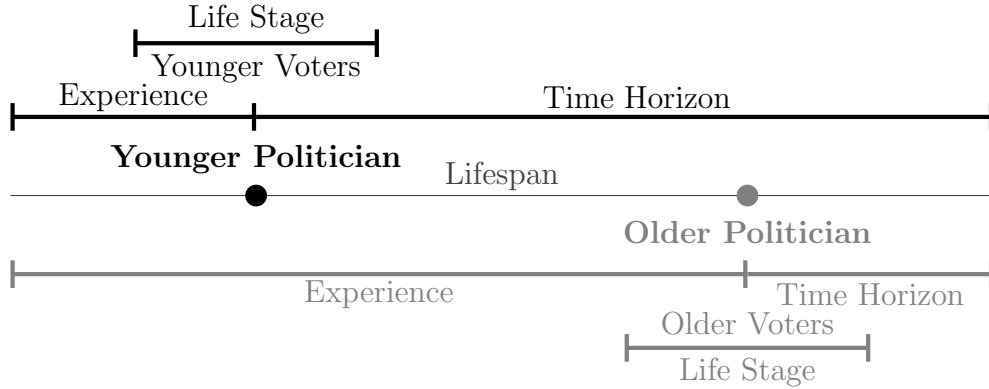 Life Stage
Younger Voters
Experience
Time Horizon
Younger Politician
Lifespan
Older Politician
Experience
Time Horizon
Older Voters
Life Stage